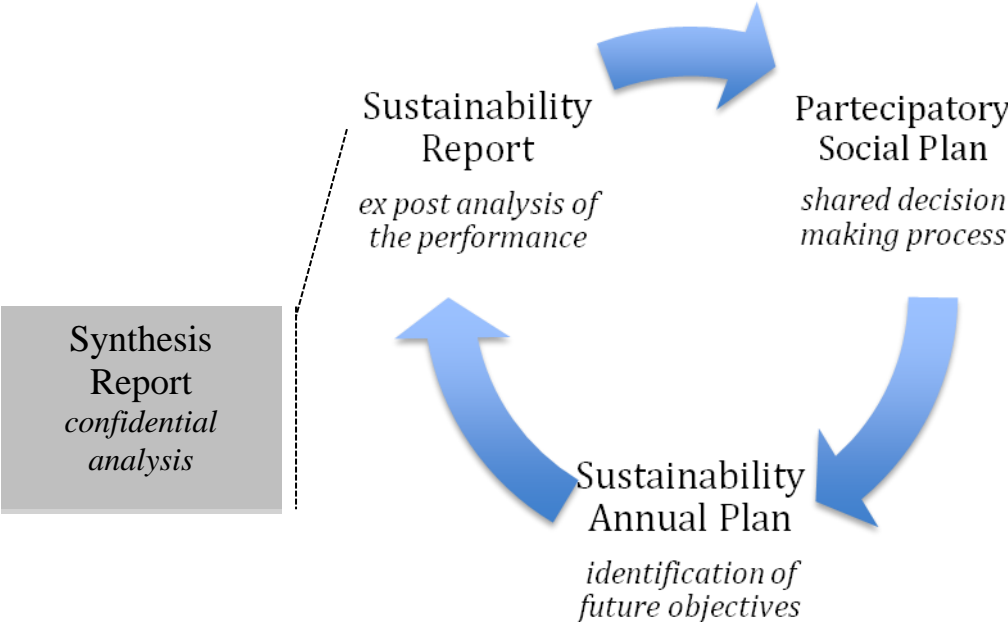 Sustainability
Report
ex post analysis of
the performance
Partecipatory
Social Plan
shared decision
making process
Sustainability
Annual Plan
identification of
future objectives
Synthesis
Report
confidential
analysis